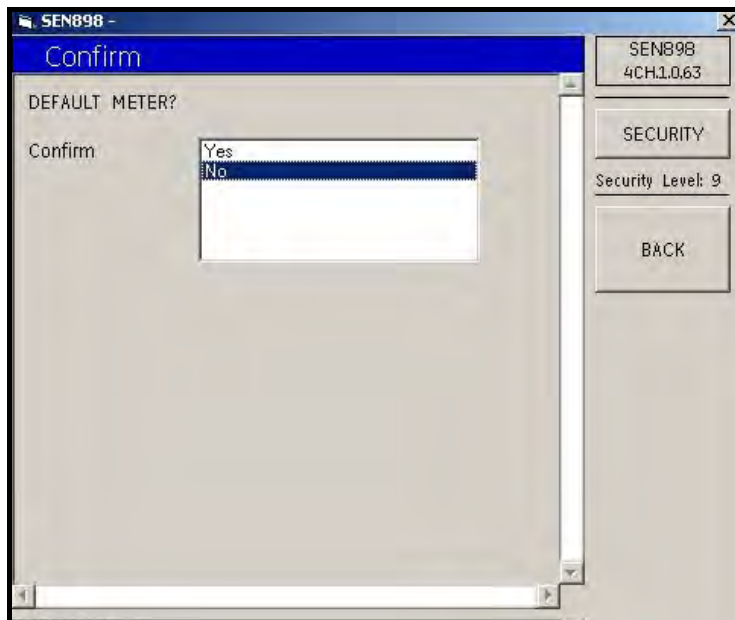 SEN898 -
Confirm
DEFAULT METER?
Confirm
Yes
No
SEN898
4CH.1.0.63
SECURITY
Security Level: 9
BACK